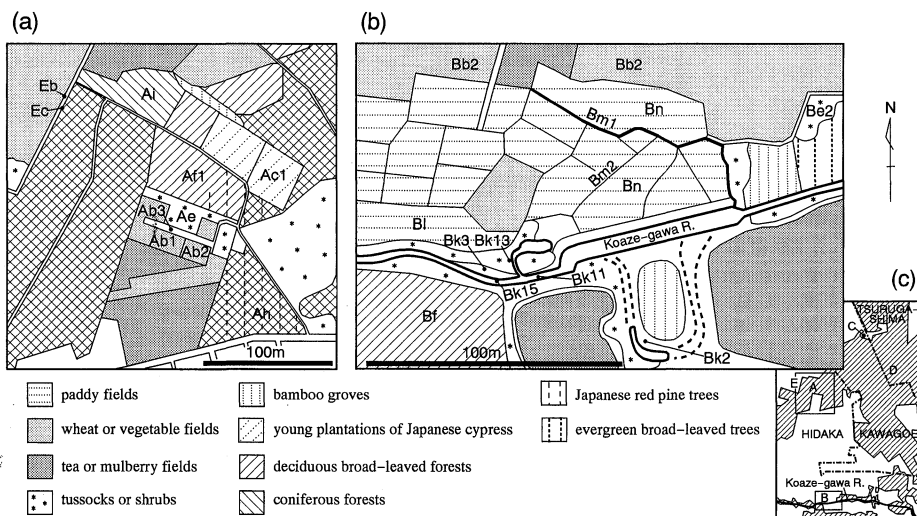 (a)
Eb
Ec
Ai
Af1
Ac1
Ab3
Ae
Ab1
Ab2
Ah
100m
(b)
Bb2
Bb2
Be2
Bm1
Bn
Bm2
Bn
Bl
Bk3
Bk13
Koaze-gawa R.
Bk15
Bk11
Bf
Bk2
100m
N
(c)
TSURUGA-
SHIMA
C
D
E
A
HIDAKA
KAWAGOE
Koaze-gawa R.
B
paddy fields
wheat or vegetable fields
tea or mulberry fields
tussocks or shrubs
bamboo groves
young plantations of Japanese cypress
deciduous broad-leaved forests
coniferous forests
Japanese red pine trees
evergreen broad-leaved trees